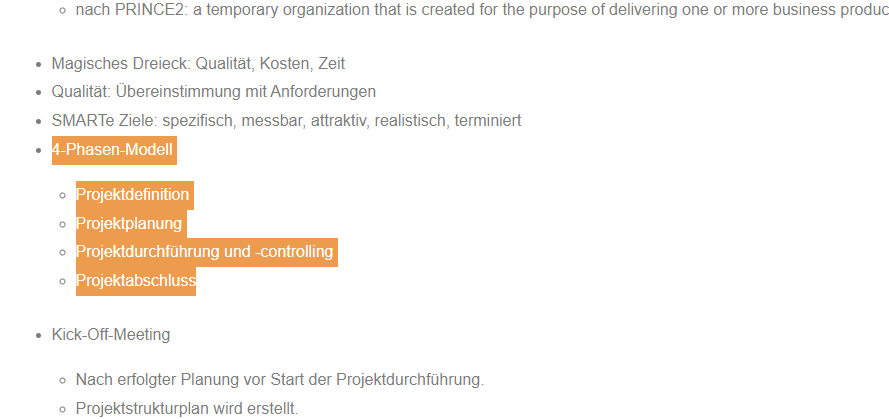 nach PRINCE2: a temporary organization that is created for the purpose of delivering one or more business produc
Magisches Dreieck: Qualität, Kosten, Zeit
Qualität: Übereinstimmung mit Anforderungen
SMARTe Ziele: spezifisch, messbar, attraktiv, realistisch, terminiert
4-Phasen-Modell
Projektdefinition
Projektplanung
Projektdurchführung und -controlling
Projektabschluss
Kick-Off-Meeting
Nach erfolgter Planung vor Start der Projektdurchführung.
Projektstrukturplan wird erstellt.